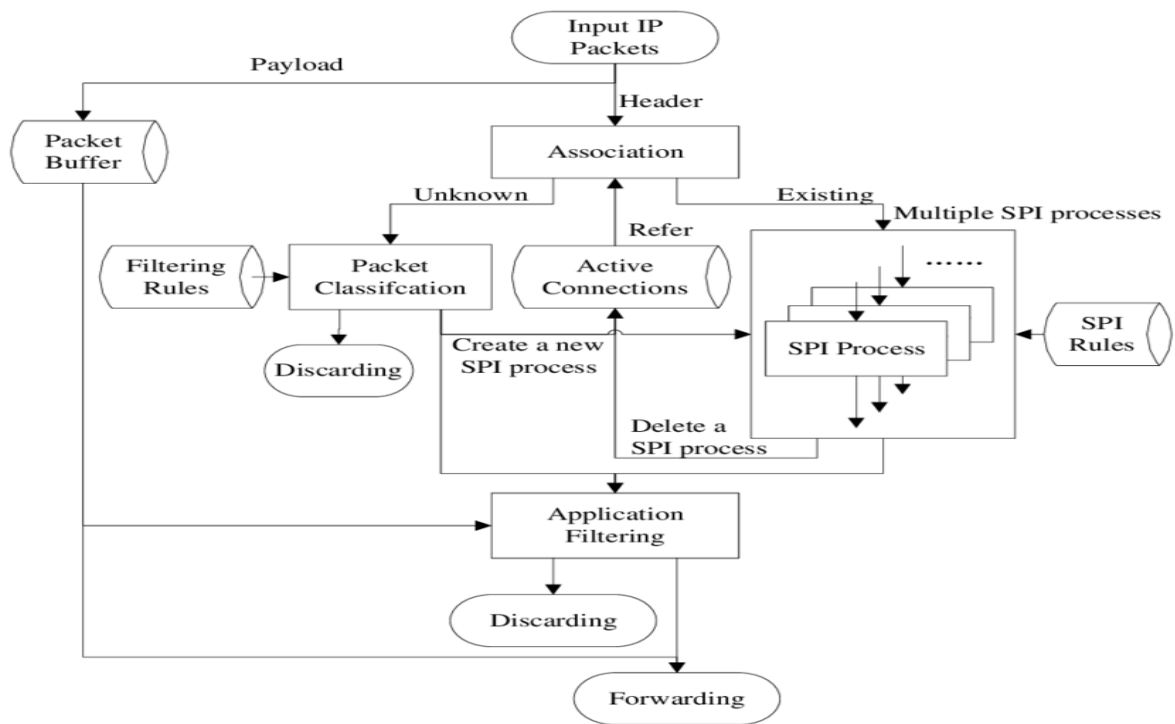 Input IP
Packets
Payload
Header
Packet
Buffer
Association
Unknown
Existing
Multiple SPI processes
Refer
Filtering
Rules
Packet
Classifcation
Active
Connections
......
SPI Process
SPI
Rules
Discarding
Create a new
SPI process
Delete a
SPI process
Application
Filtering
Discarding
Forwarding